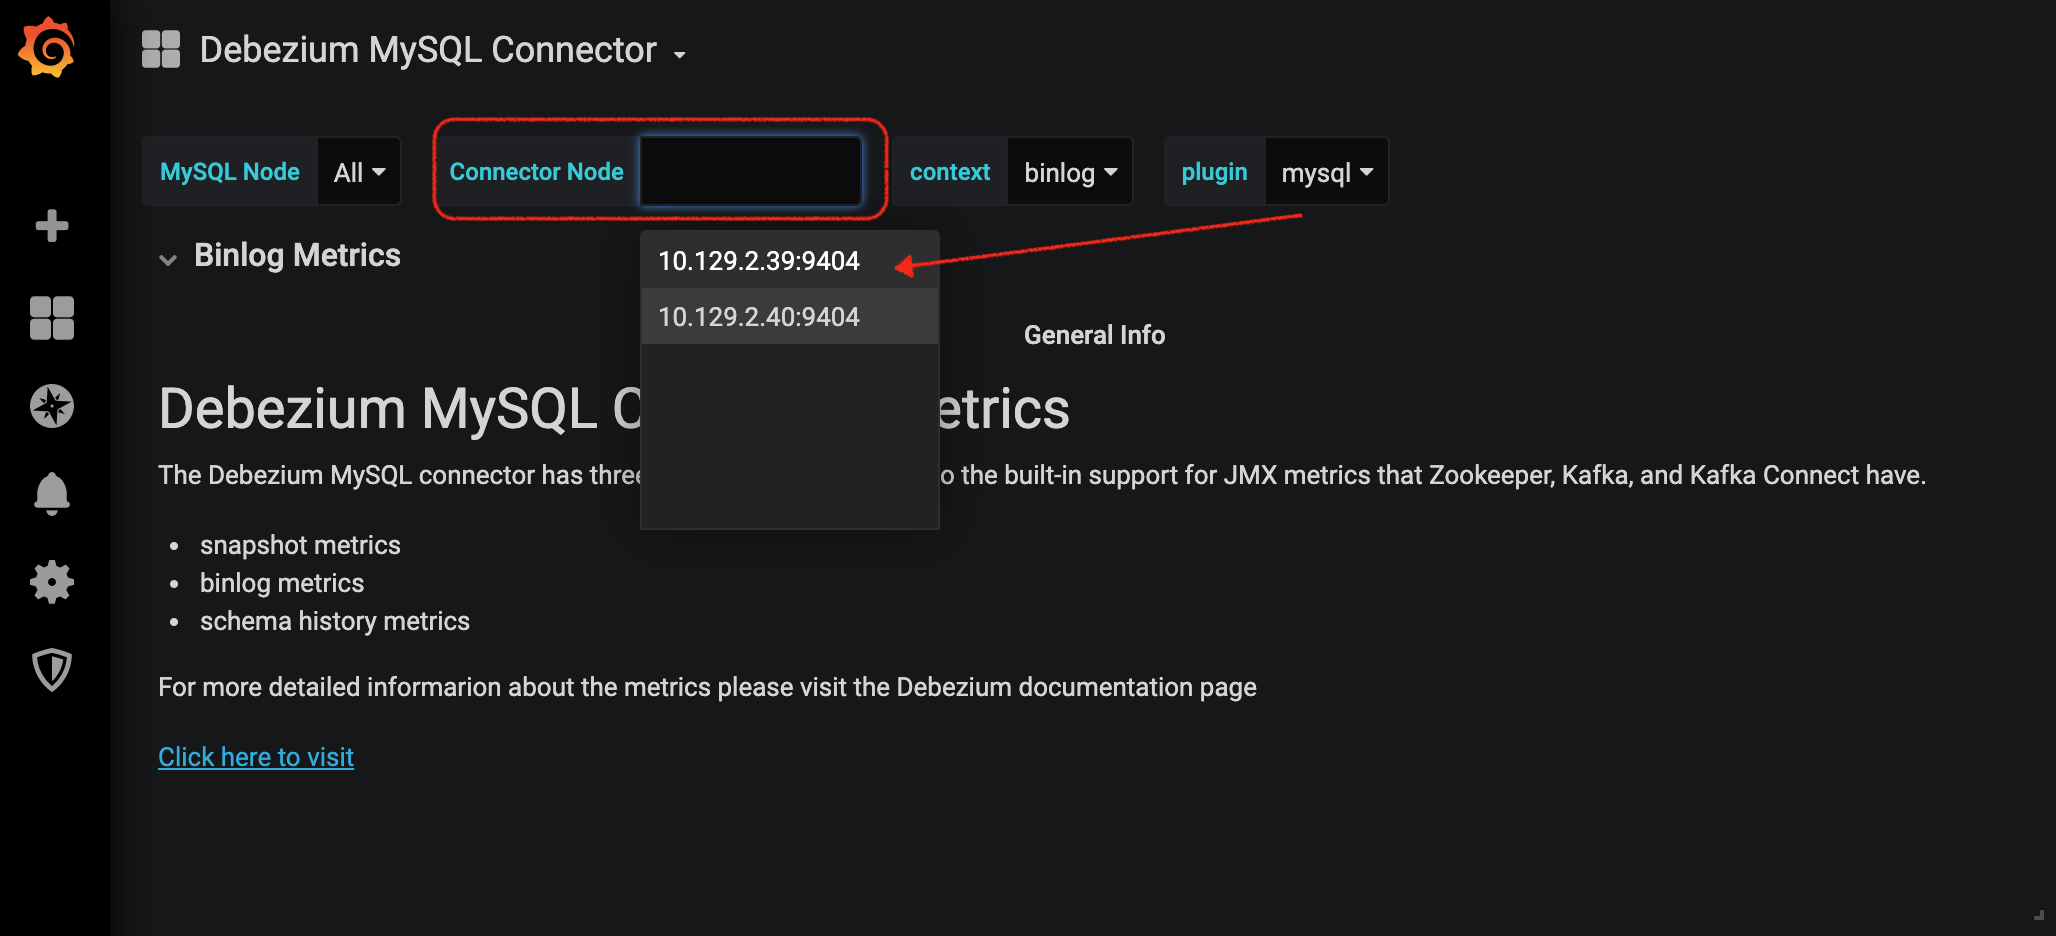 Debezium MySQL Connector
MySQL Node All Connector Node context binlog plugin mysql
Binlog Metrics
10.129.2.39:9404
10.129.2.40:9404
General Info
Debezium MySQL C etrics
The Debezium MySQL connector has three o the built-in support for JMX metrics that Zookeeper, Kafka, and Kafka Connect have.
• snapshot metrics
• binlog metrics
• schema history metrics
For more detailed informarion about the metrics please visit the Debezium documentation page
Click here to visit